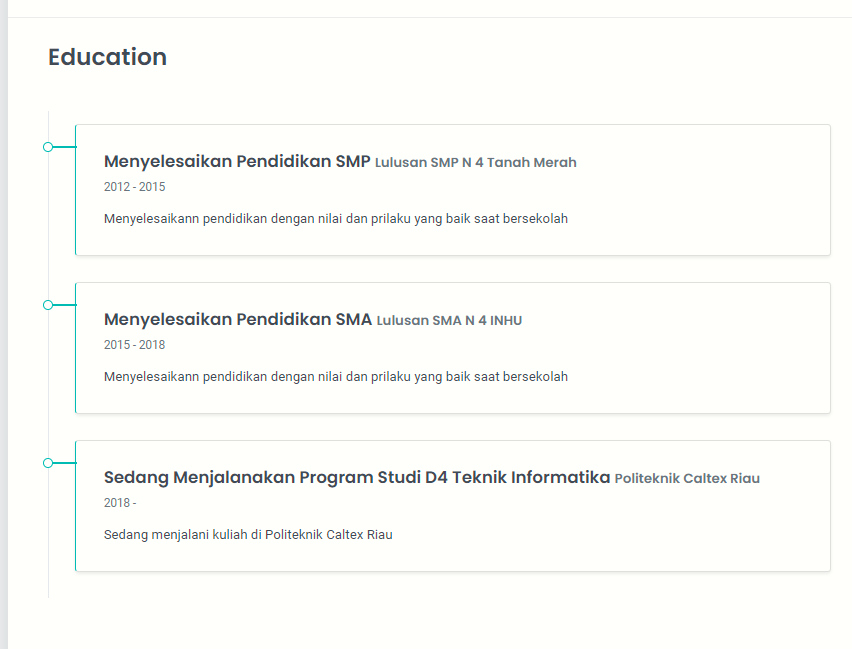 Education
Menyelesaikan Pendidikan SMP Lulusan SMP N 4 Tanah Merah
2012 - 2015
Menyelesaikann pendidikan dengan nilai dan prilaku yang baik saat bersekolah
Menyelesaikan Pendidikan SMA Lulusan SMA N 4 INHU
2015 - 2018
Menyelesaikann pendidikan dengan nilai dan prilaku yang baik saat bersekolah
Sedang Menjalanakan Program Studi D4 Teknik Informatika Politeknik Caltex Riau
2018 -
Sedang menjalani kuliah di Politeknik Caltex Riau